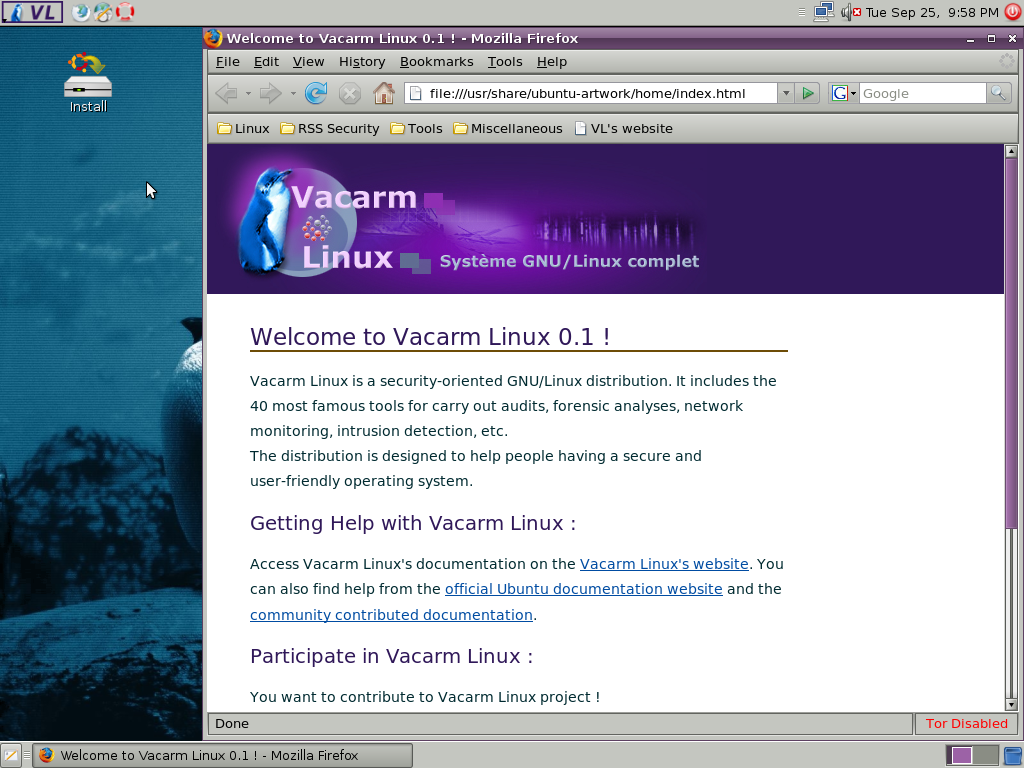 VL
Tue Sep 25, 9:58 PM
Install
Welcome to Vacarm Linux 0.1 ! - Mozilla Firefox
File Edit View History Bookmarks Tools Help
file:///usr/share/ubuntu-artwork/home/index.html
G Google
Linux RSS Security Tools Miscellaneous VL's website
Vacarm
Linux
Système GNU/Linux complet
Welcome to Vacarm Linux 0.1 !
Vacarm Linux is a security-oriented GNU/Linux distribution. It includes the
40 most famous tools for carry out audits, forensic analyses, network
monitoring, intrusion detection, etc.
The distribution is designed to help people having a secure and
user-friendly operating system.
Getting Help with Vacarm Linux :
Access Vacarm Linux's documentation on the Vacarm Linux's website. You
can also find help from the official Ubuntu documentation website and the
community contributed documentation.
Participate in Vacarm Linux :
You want to contribute to Vacarm Linux project !
Done
Tor Disabled
Welcome to Vacarm Linux 0.1 ! - Mozilla Firefox